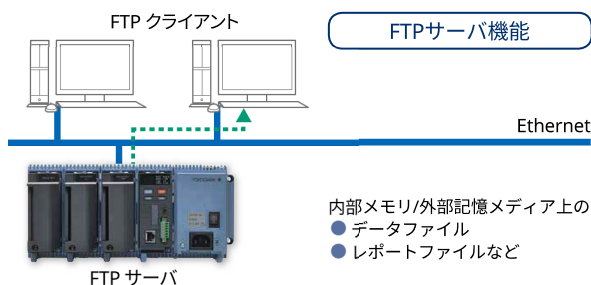 FTP クライアント
FTPサーバ機能
Ethernet
内部メモリ/外部記憶メディア上の
データファイル
レポートファイルなど
FTP サーバ